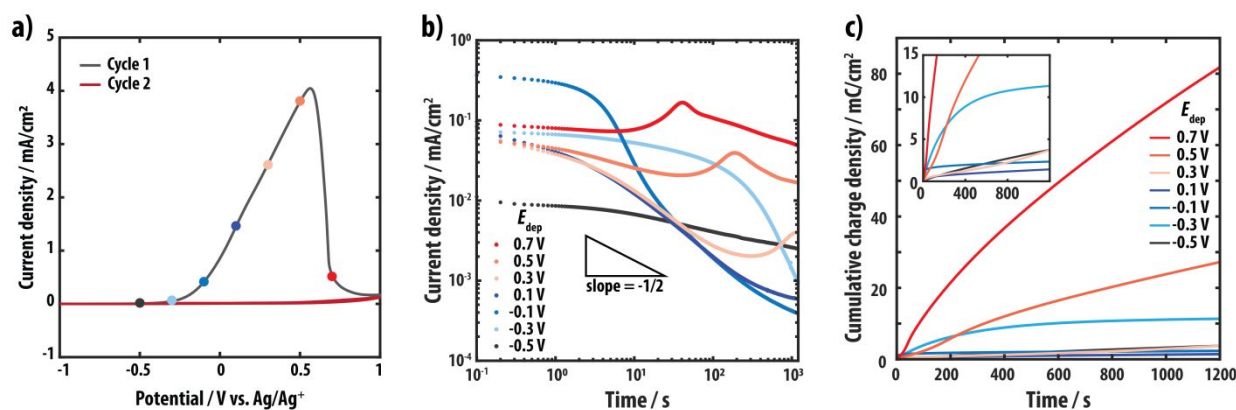 a)
5
4
3
2
1
0
-1
Current density / mA/cm²
Cycle 1
Cycle 2
-1
-0.5
0
0.5
1
Potential / V vs. Ag/Ag⁺
b)
10⁰
10⁻¹
10⁻²
10⁻³
10⁻⁴
Current density / mA/cm²
E_dep
0.7 V
0.5 V
0.3 V
0.1 V
-0.1 V
-0.3 V
-0.5 V
slope = -1/2
10⁻¹
10⁰
10¹
10²
10³
Time / s
c)
80
60
40
20
0
Cumulative charge density / mC/cm²
15
10
5
0
400
800
E_dep
0.7 V
0.5 V
0.3 V
0.1 V
-0.1 V
-0.3 V
-0.5 V
0
200
400
600
800
1000
1200
Time / s